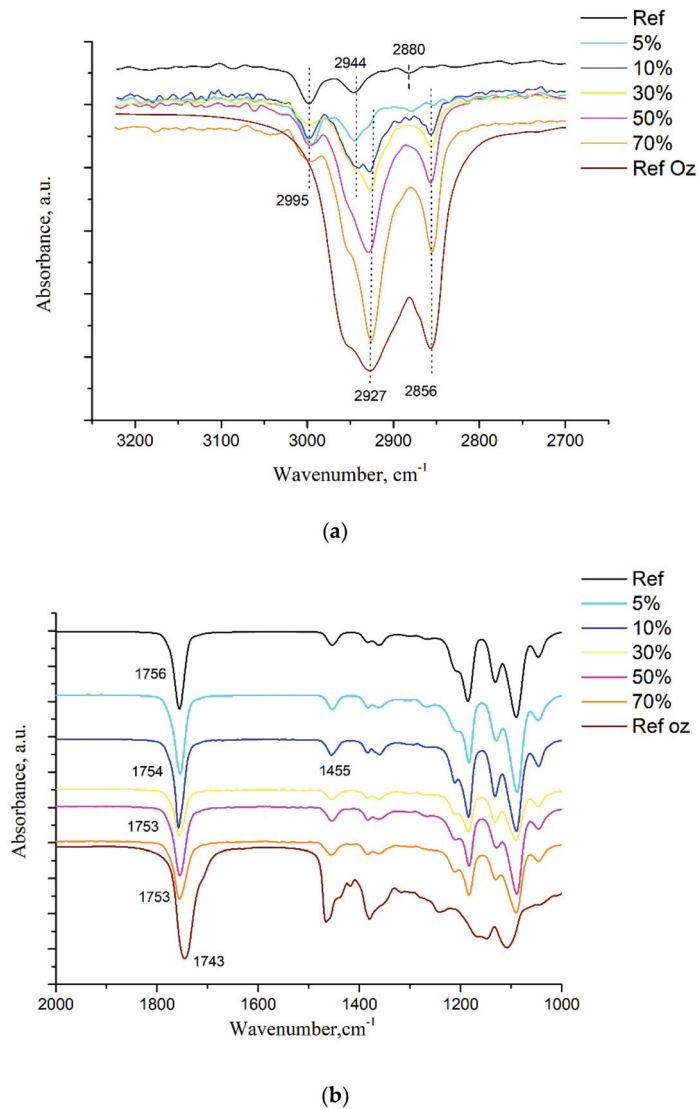 Ref
5%
10%
30%
50%
70%
Ref Oz
2944
2880
2995
2927
2856
Absorbance, a.u.
3200 3100 3000 2900 2800 2700
Wavenumber, cm-1
(a)
Ref
5%
10%
30%
50%
70%
Ref oz
1756
1754
1455
1753
1753
1743
Absorbance, a.u.
2000 1800 1600 1400 1200 1000
Wavenumber,cm-1
(b)